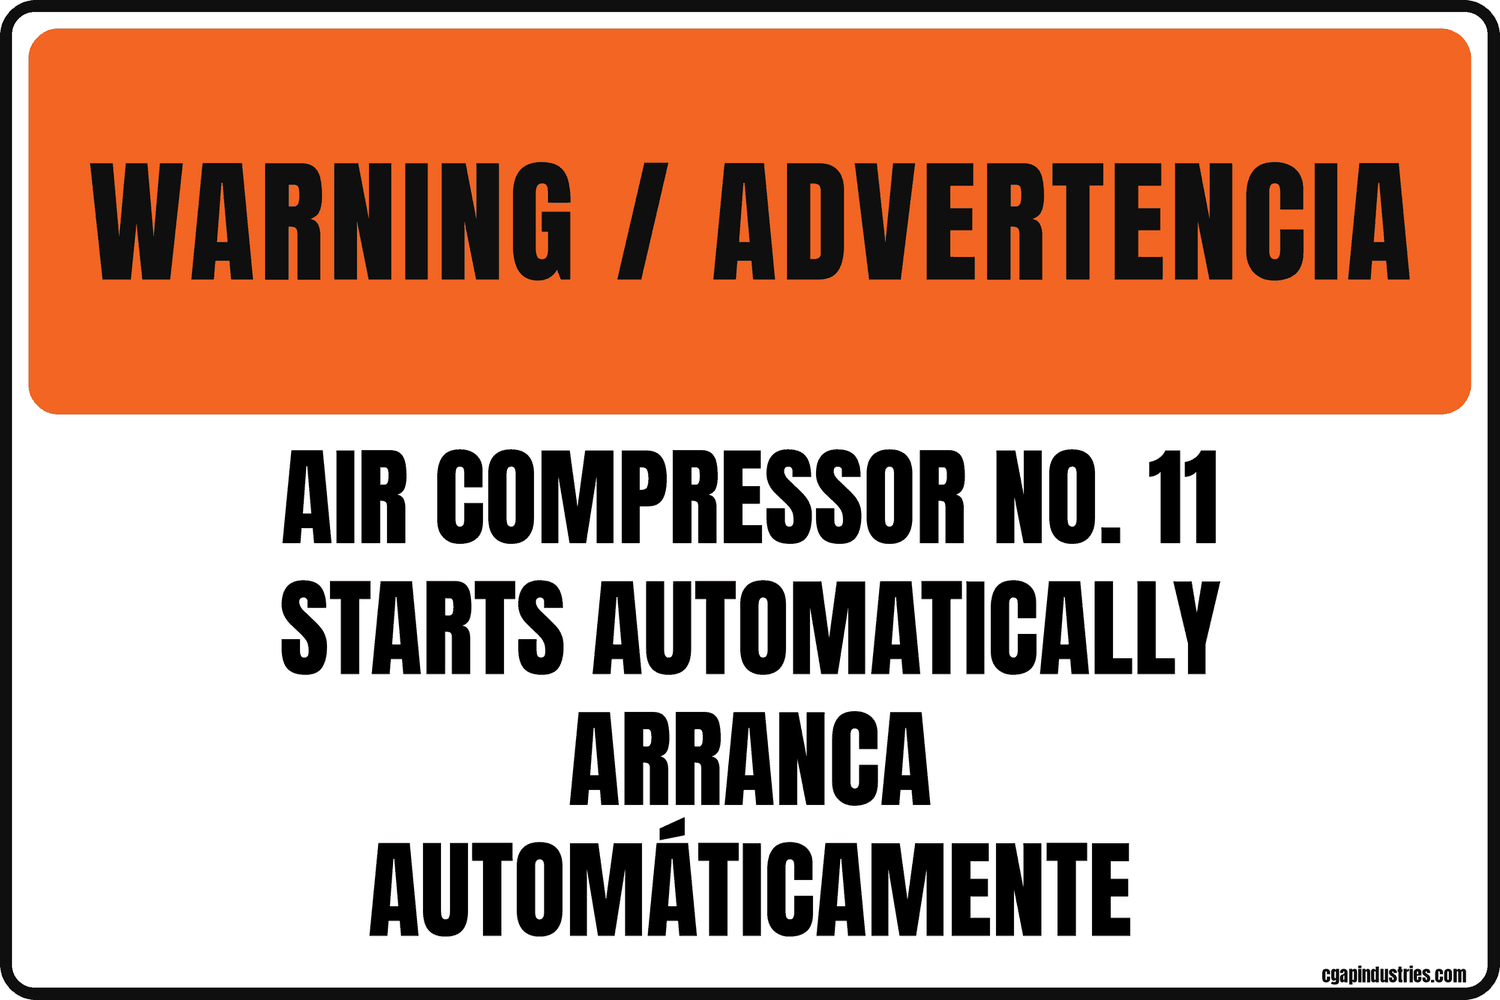 WARNING / ADVERTENCIA
AIR COMPRESSOR NO. 11
STARTS AUTOMATICALLY
ARRANCA
AUTOMÁTICAMENTE
cgapindustries.com